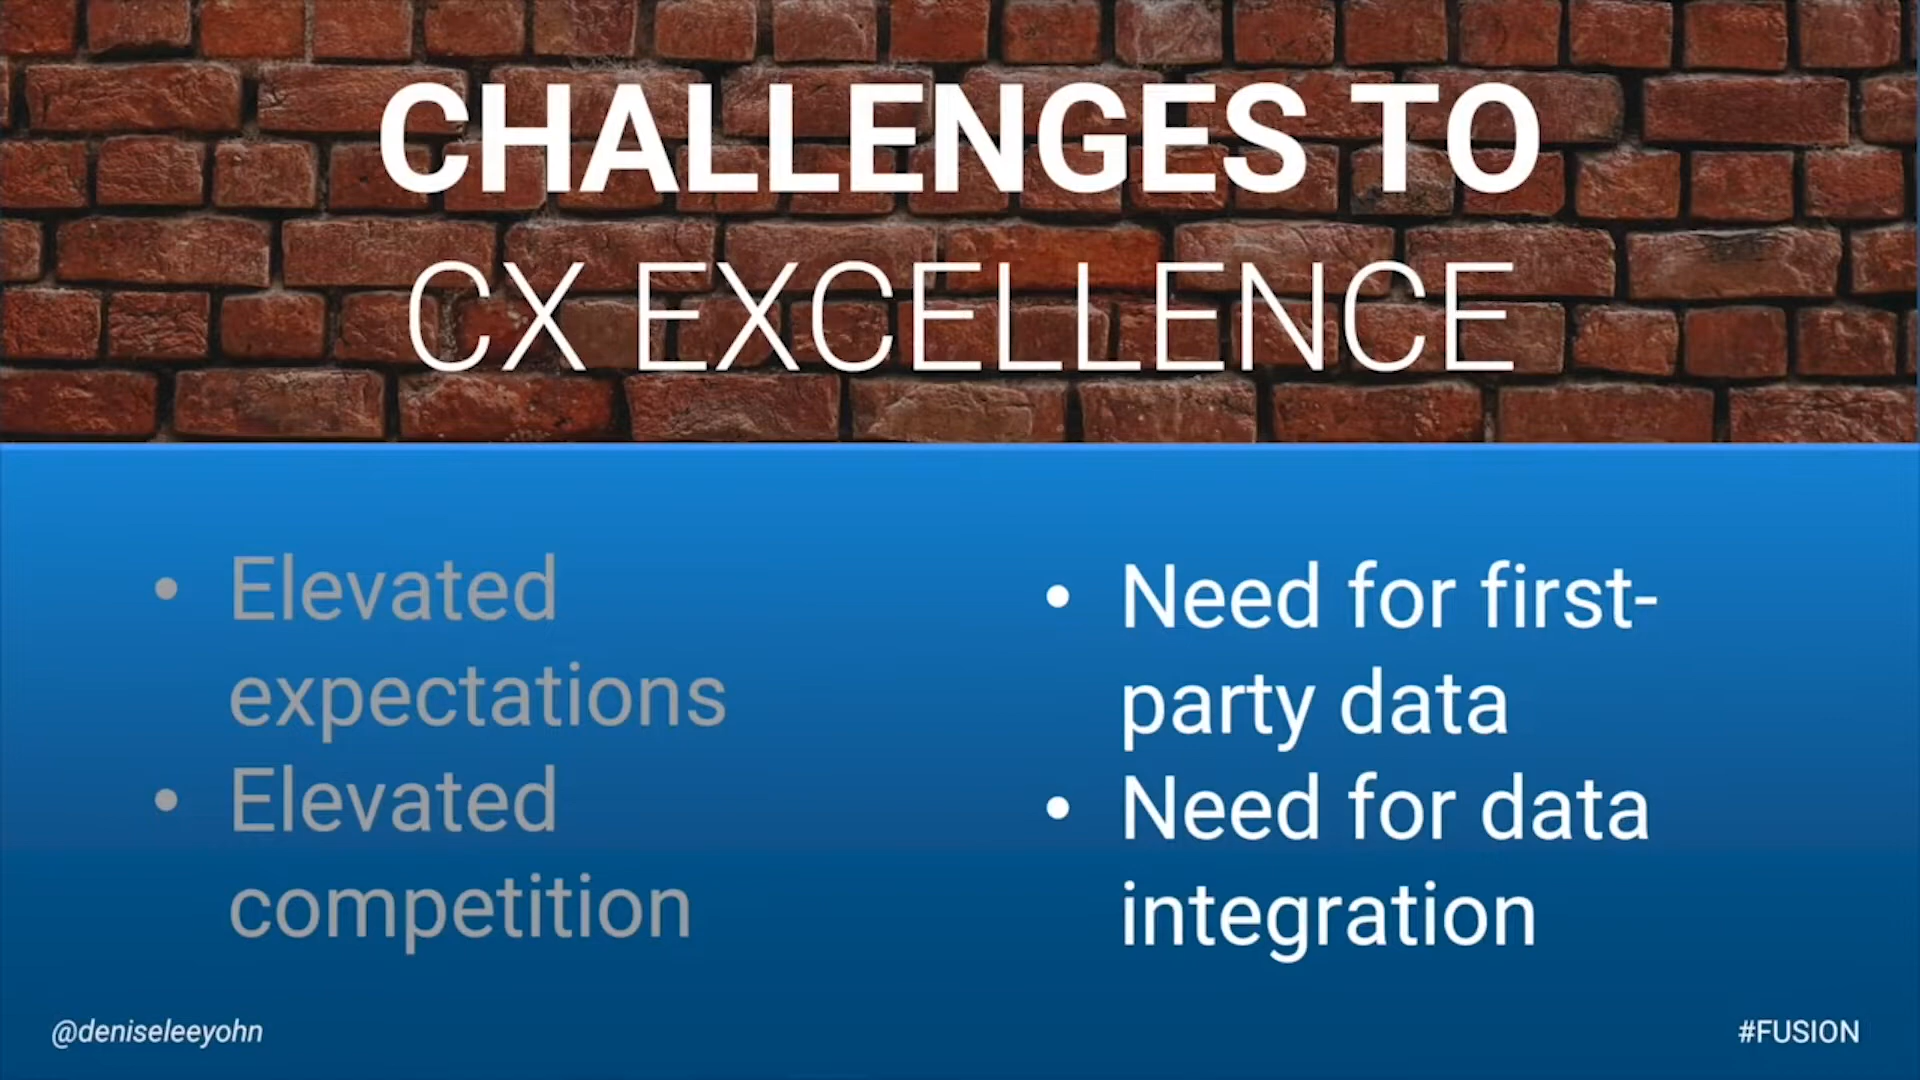 CHALLENGES TO
CX EXCELLENCE
• Elevated
expectations
• Elevated
competition
• Need for first-
party data
• Need for data
integration
@deniseleeyohn
#FUSION